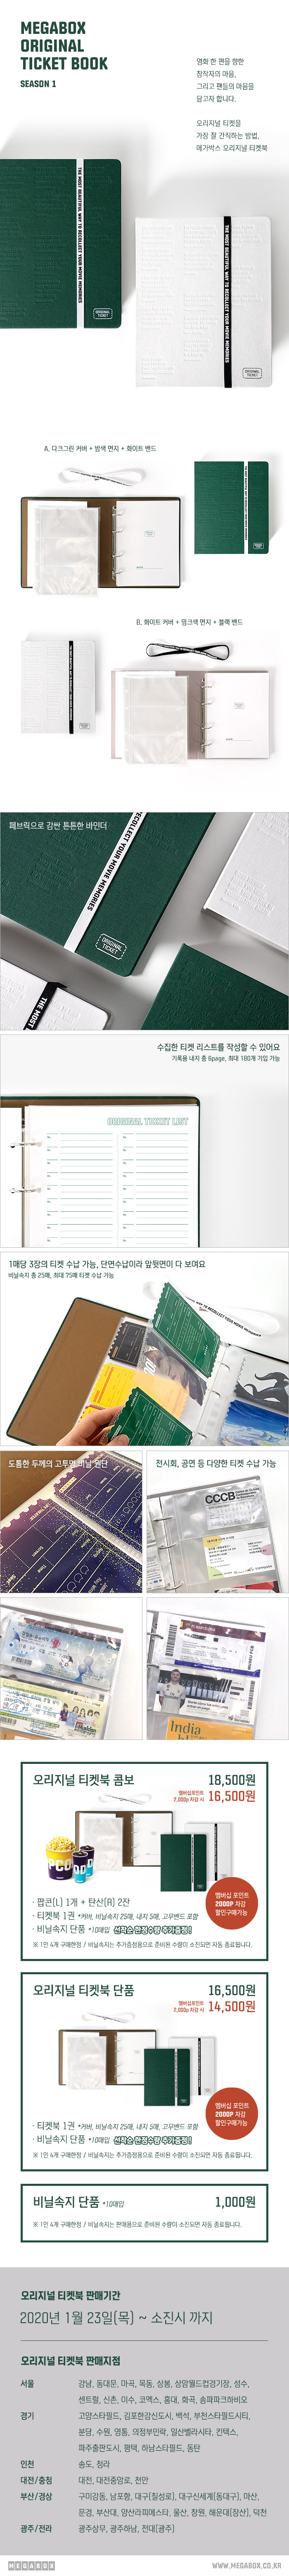 MEGABOX
ORIGINAL
TICKET BOOK
SEASON 1
영화 한 편을 향한
창작자의 마음,
그리고 팬들의 마음을
담고자 합니다.
오리지널 티켓을
가장 잘 간직하는 방법,
메가박스 오리지널 티켓북
THE MOST BEAUTIFUL WAY TO RECOLLECT YOUR MOVIE MEMORIES
ORIGINAL
TICKET
THE MOST BEAUTIFUL WAY TO RECOLLECT YOUR MOVIE MEMORIES
ORIGINAL
TICKET
A. 다크그린 커버 + 밤색 면지 + 화이트 밴드
B. 화이트 커버 + 밍크색 면지 + 블랙 밴드
페브릭으로 감싼 튼튼한 바인더
RECOLLECT YOUR MOVIE MEMORIES
ORIGINAL
TICKET
THE MOST
수집한 티켓 리스트를 작성할 수 있어요
기록용 내지 총 6page, 최대 180개 기입 가능
ORIGINAL TICKET LIST
1매당 3장의 티켓 수납 가능, 단면수납이라 앞뒷면이 다 보여요
비닐속지 총 25매, 최대 75매 티켓 수납 가능
도톰한 두께의 고투명 비닐 원단
전시회, 공연 등 다양한 티켓 수납 가능
CCCB
India
오리지널 티켓북 콤보
18,500원
멤버십포인트
2,000p 차감 시
16,500원
· 팝콘(L) 1개 + 탄산(R) 2잔
· 티켓북 1권 *커버, 비닐속지 25매, 내지 5매, 고무밴드 포함
· 비닐속지 단품 *10매입 선착순 한정수량 추가증정!
멤버십 포인트
2000P 차감
할인구매가능
※ 1인 4개 구매한정 / 비닐속지는 추가증정용으로 준비된 수량이 소진되면 자동 종료됩니다.
오리지널 티켓북 단품
16,500원
멤버십포인트
2,000p 차감 시
14,500원
· 티켓북 1권 *커버, 비닐속지 25매, 내지 5매, 고무밴드 포함
· 비닐속지 단품 *10매입 선착순 한정수량 추가증정!
멤버십 포인트
2000P 차감
할인구매가능
※ 1인 4개 구매한정 / 비닐속지는 추가증정용으로 준비된 수량이 소진되면 자동 종료됩니다.
비닐속지 단품 *10매입
1,000원
※ 1인 4개 구매한정 / 비닐속지는 판매용으로 준비된 수량이 소진되면 자동 종료됩니다.
오리지널 티켓북 판매기간
2020년 1월 23일(목) ~ 소진시 까지
오리지널 티켓북 판매지점
서울 강남, 동대문, 마곡, 목동, 상봉, 상암월드컵경기장, 성수,
센트럴, 신촌, 이수, 코엑스, 홍대, 화곡, 송파파크하비오
경기 고양스타필드, 김포한강신도시, 백석, 부천스타필드시티,
분당, 수원, 영통, 의정부민락, 일산벨라시타, 킨텍스,
파주출판도시, 평택, 하남스타필드, 동탄
인천 송도, 청라
대전/충청 대전, 대전중앙로, 천안
부산/경상 구미강동, 남포항, 대구(칠성로), 대구신세계(동대구), 마산,
문경, 부산대, 양산라피에스타, 울산, 창원, 해운대(장산), 덕천
광주/전라 광주상무, 광주하남, 전대(광주)
MEGABOX
WWW.MEGABOX.CO.KR